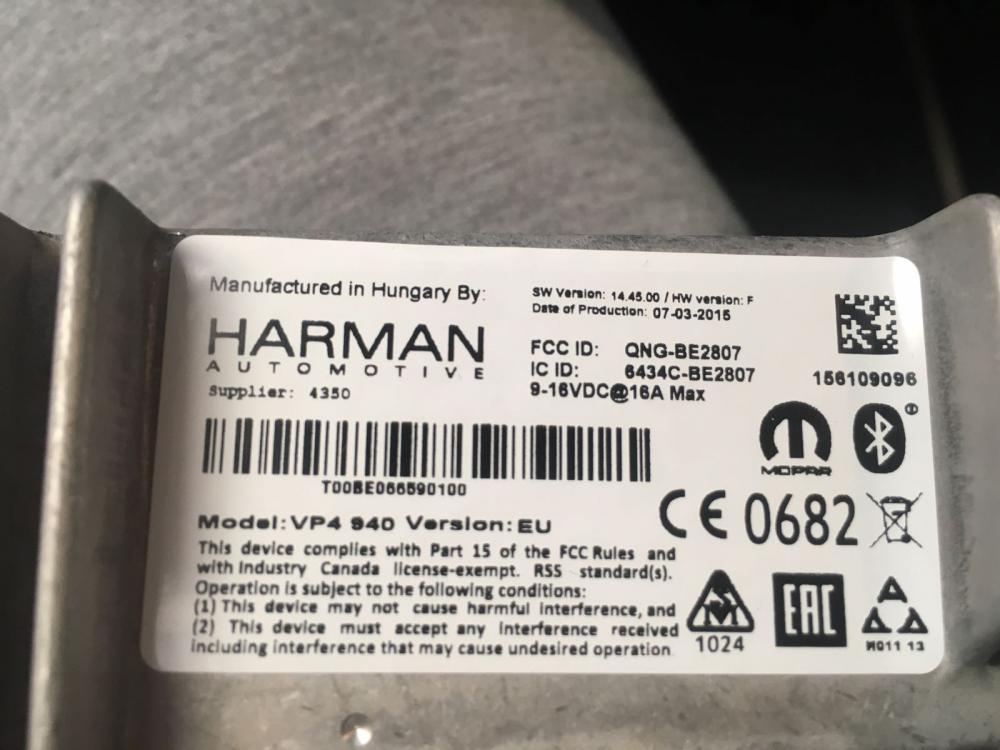 Manufactured in Hungary By:
HARMAN
AUTOMOTIVE
Supplier: 4350
T00BE066590100
Model: VP4 940 Version: EU
This device complies with Part 15 of the FCC Rules and
with Industry Canada license-exempt. RSS standard(s).
Operation is subject to the following conditions:
(1) This device may not cause harmful interference, and
(2) This device must accept any interference received
including interference that may cause undesired operation
SW Version: 14.45.00 / HW version: F
Date of Production: 07-03-2015
FCC ID: QNG-BE2807
IC ID: 6434C-BE2807
9-16VDC@16A Max
156109096
MOPAR
CE 0682
1024
EAC
M011 13